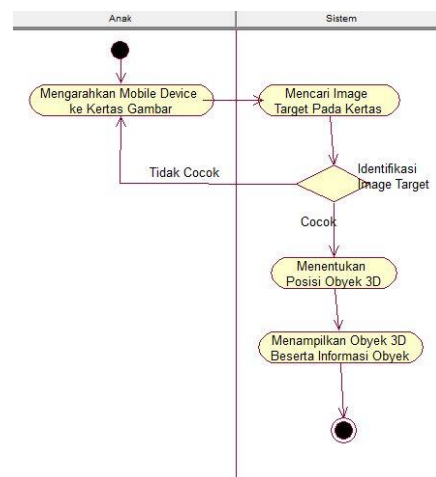 Anak
Sistem
Mengarahkan Mobile Device
ke Kertas Gambar
Mencari Image
Target Pada Kertas
Tidak Cocok
Identifikasi
Image Target
Cocok
Menentukan
Posisi Obyek 3D
Menampilkan Obyek 3D
Beserta Informasi Obyek